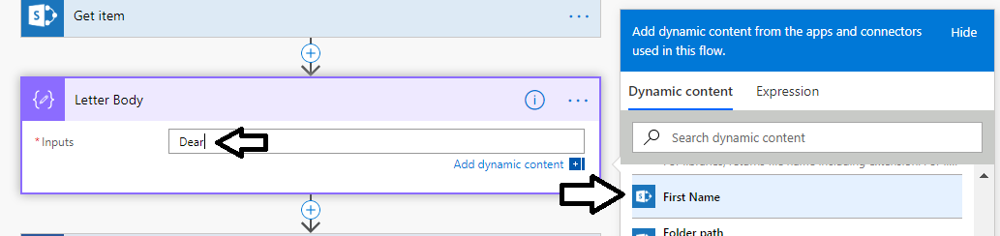 Get item
Letter Body
* Inputs
Dear
Add dynamic content
Add dynamic content from the apps and connectors
used in this flow.
Hide
Dynamic content
Expression
Search dynamic content
First Name
Folder path